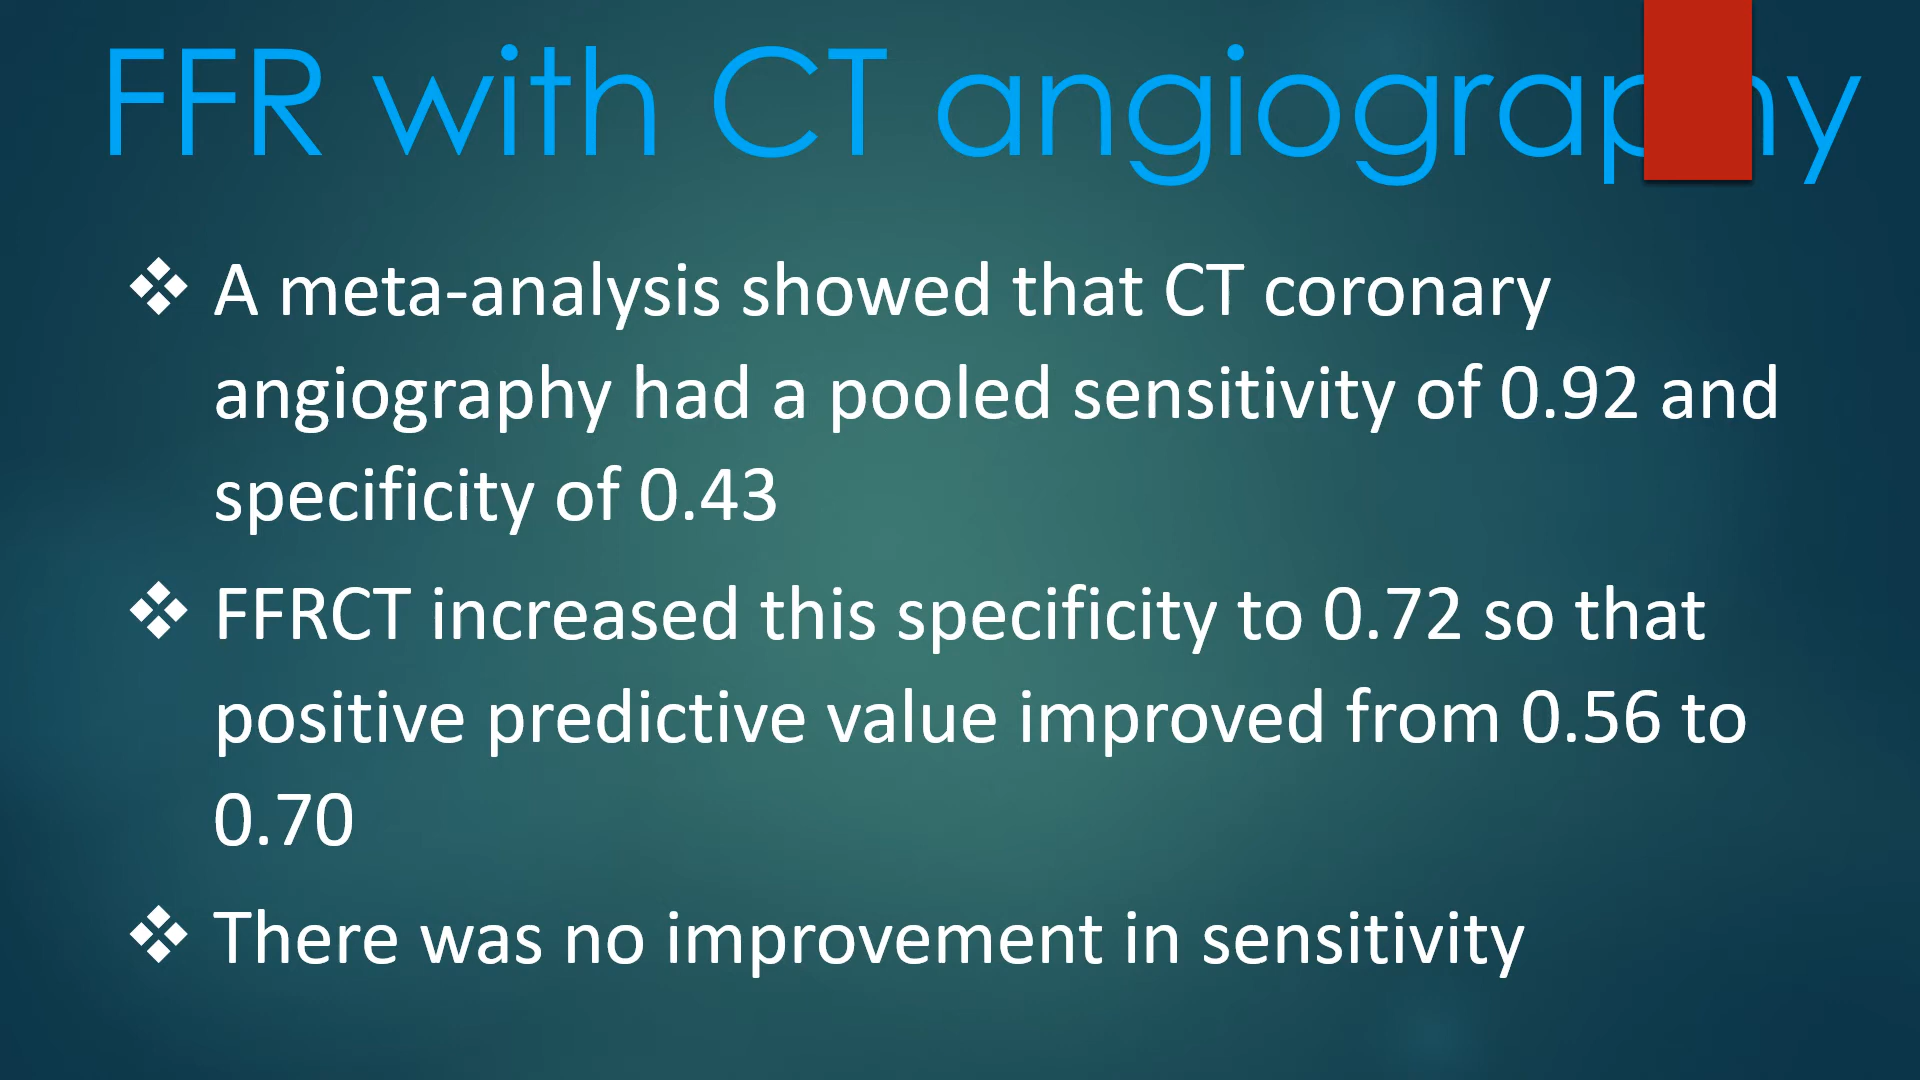 FFR with CT angiography
❖ A meta-analysis showed that CT coronary
angiography had a pooled sensitivity of 0.92 and
specificity of 0.43
❖ FFRCT increased this specificity to 0.72 so that
positive predictive value improved from 0.56 to
0.70
❖ There was no improvement in sensitivity